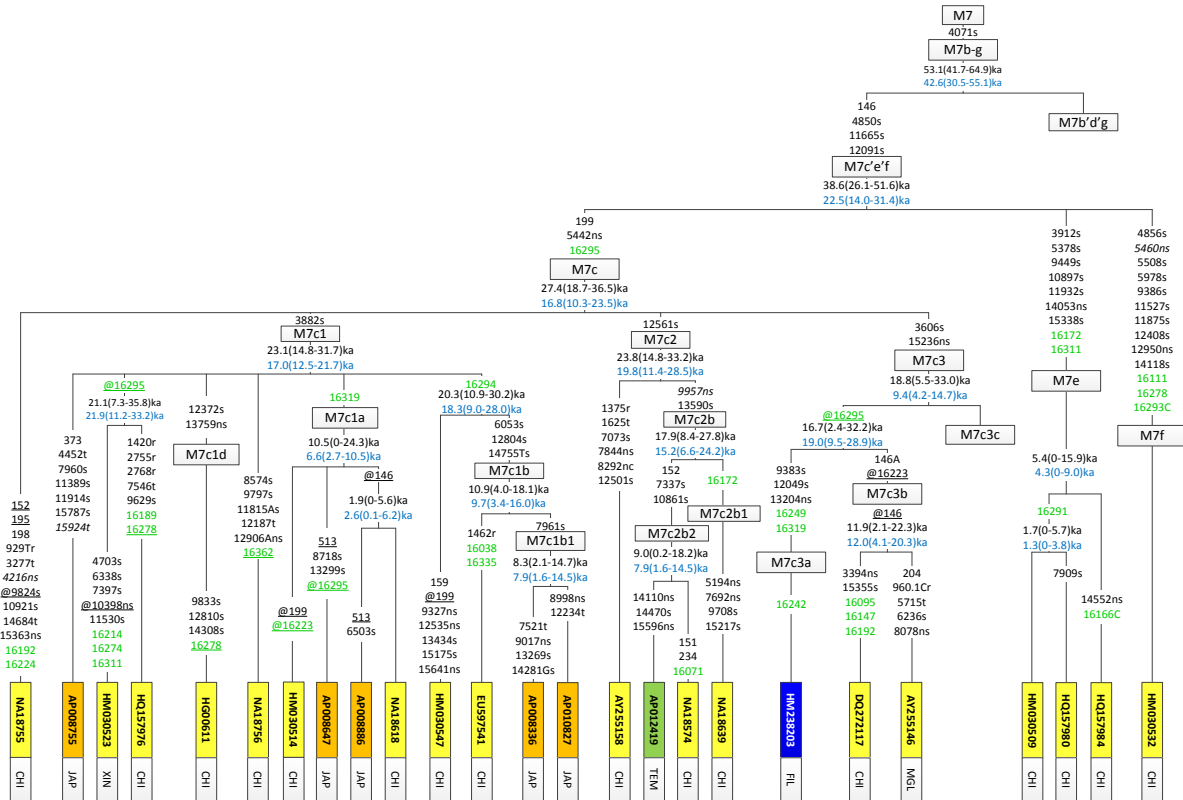 M7
4071s
M7b-g
53.1(41.7-64.9)ka
42.6(30.5-55.1)ka
146
4850s
11665s
12091s
M7c'e'f
38.6(26.1-51.6)ka
22.5(14.0-31.4)ka
M7b'd'g
199
5442ns
16295
M7c
27.4(18.7-36.5)ka
16.8(10.3-23.5)ka
152
195
198
929Tr
3277t
4216ns
@9824s
10921s
14684t
15363ns
16192
16224
3882s
M7c1
23.1(14.8-31.7)ka
17.0(12.5-21.7)ka
373
4452t
7960s
11389s
11914s
15787s
15924t
@16295
21.1(7.3-35.8)ka
21.9(11.2-33.2)ka
4703s
6338s
7397s
@10398ns
11530s
16214
16274
16311
1420r
2755r
2768r
7546t
9629s
16189
16278
12372s
13759ns
M7c1d
9833s
12810s
14308s
16278
8574s
9797s
11815As
12187t
12906Ans
16362
16319
M7c1a
10.5(0-24.3)ka
6.6(2.7-10.5)ka
@199
@16223
513
8718s
13299s
@16295
@146
1.9(0-5.6)ka
2.6(0.1-6.2)ka
513
6503s
16294
20.3(10.9-30.2)ka
18.3(9.0-28.0)ka
159
@199
9327ns
12535ns
13434s
15175s
15641ns
6053s
12804s
14755Ts
M7c1b
10.9(4.0-18.1)ka
9.7(3.4-16.0)ka
1462r
16038
16335
7961s
M7c1b1
8.3(2.1-14.7)ka
7.9(1.6-14.5)ka
7521t
9017ns
13269s
14281Gs
8998ns
12234t
12561s
M7c2
23.8(14.8-33.2)ka
19.8(11.4-28.5)ka
1375r
1625t
7073s
7844ns
8292nc
12501s
9957ns
13590s
M7c2b
17.9(8.4-27.8)ka
15.2(6.6-24.2)ka
152
7337s
10861s
M7c2b2
9.0(0.2-18.2)ka
7.9(1.6-14.5)ka
14110ns
14470s
15596ns
151
234
16071
16172
M7c2b1
5194ns
7692ns
9708s
15217s
3606s
15236ns
M7c3
18.8(5.5-33.0)ka
9.4(4.2-14.7)ka
@16295
16.7(2.4-32.2)ka
19.0(9.5-28.9)ka
M7c3c
9383s
12049s
13204ns
16249
16319
M7c3a
16242
146A
@16223
M7c3b
@146
11.9(2.1-22.3)ka
12.0(4.1-20.3)ka
3394ns
15355s
16095
16147
16192
204
960.1Cr
5715t
6236s
8078ns
3912s
5378s
9449s
10897s
11932s
14053ns
15338s
16172
16311
M7e
5.4(0-15.9)ka
4.3(0-9.0)ka
16291
1.7(0-5.7)ka
1.3(0-3.8)ka
7909s
14552ns
16166C
4856s
5460ns
5508s
5978s
9386s
11527s
11875s
12408s
12950ns
14118s
16111
16278
16293C
M7f
NA18755
AP008755
HM030523
HQ157976
HG00611
NA18756
HM030514
AP008647
AP008886
NA18618
HM030547
EU597541
AP008336
AP010827
AY255158
AP012419
NA18574
NA18639
HM238203
DQ272117
AY255146
HM030509
HQ157980
HQ157984
HM030532
CHI
JAP
XIN
CHI
CHI
CHI
CHI
JAP
JAP
CHI
CHI
CHI
JAP
JAP
CHI
TEM
CHI
CHI
FIL
CHI
MGL
CHI
CHI
CHI
CHI